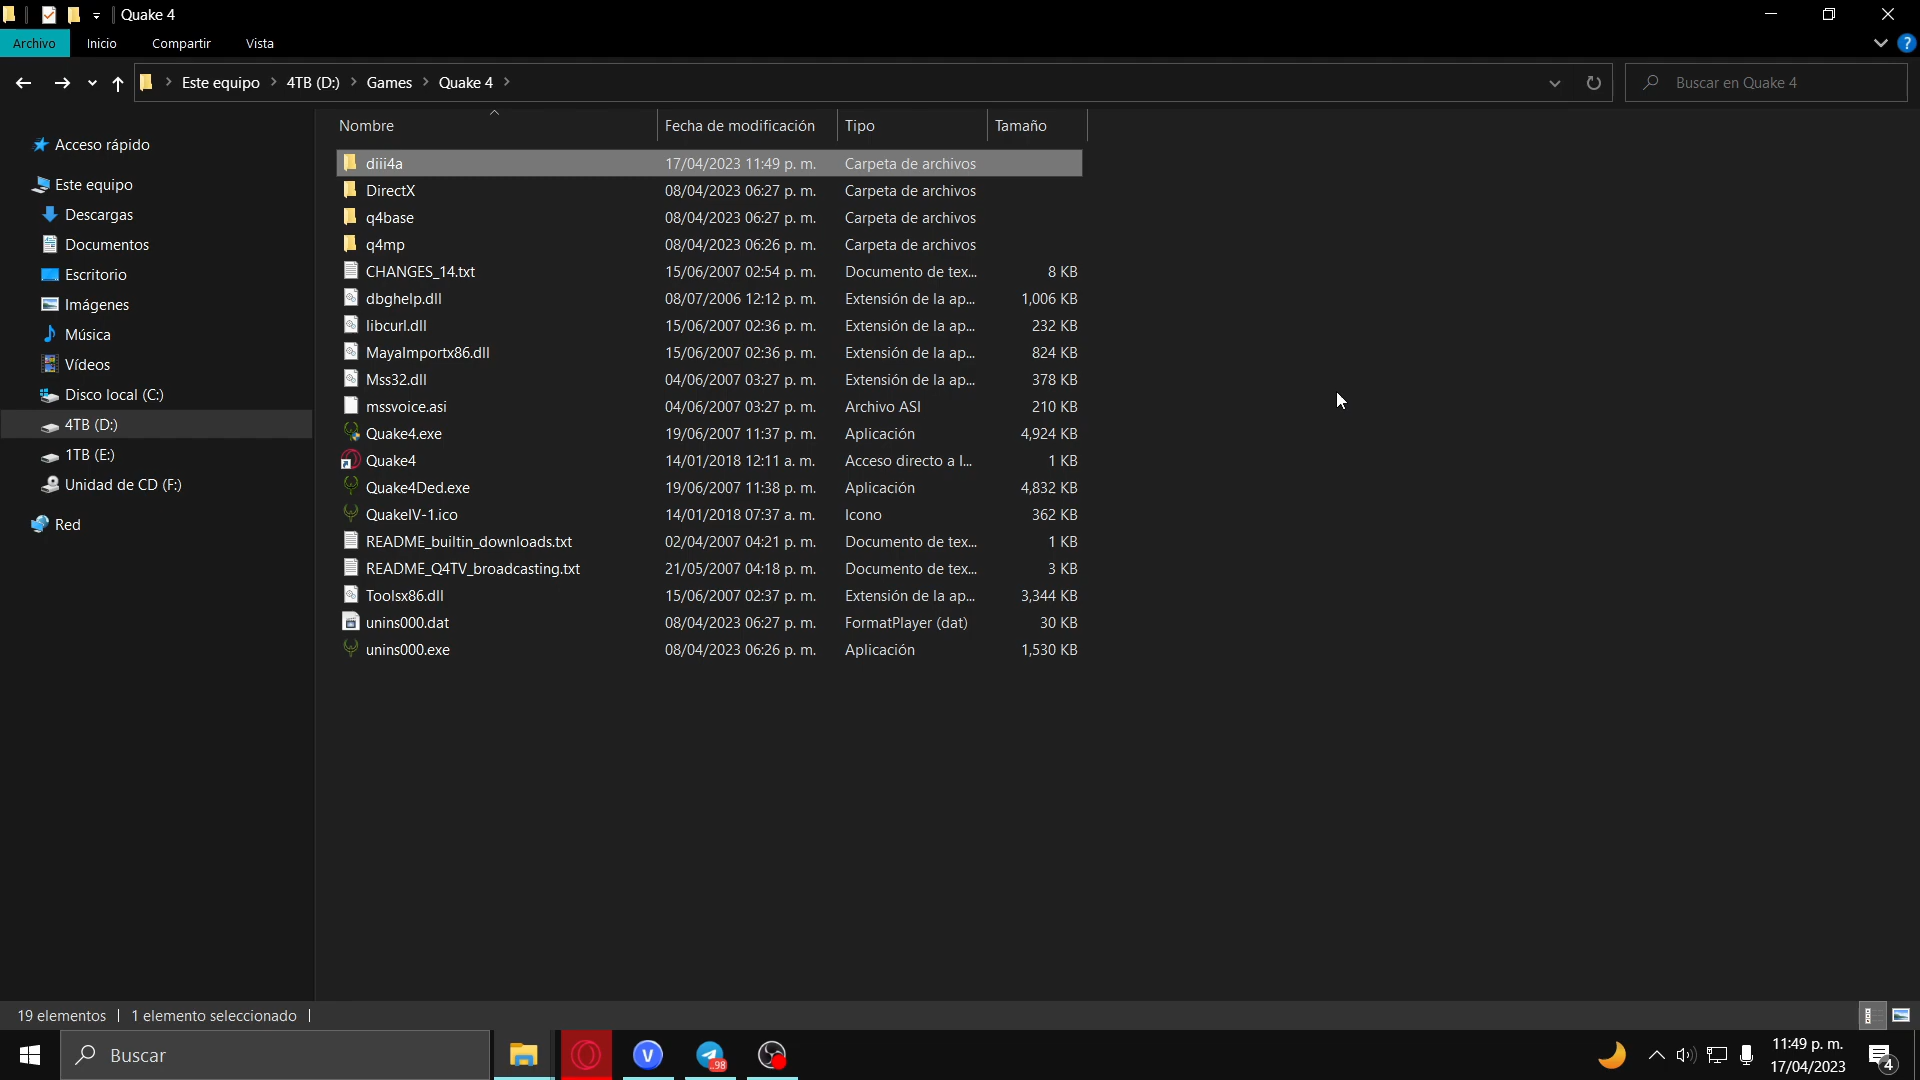 Quake 4
Archivo Inicio Compartir Vista
Este equipo 4TB (D:) Games Quake 4 Buscar en Quake 4
Nombre Fecha de modificación Tipo Tamaño
Acceso rápido
Este equipo
Descargas
Documentos
Escritorio
Imágenes
Música
Vídeos
Disco local (C:)
4TB (D:)
1TB (E:)
Unidad de CD (F:)
Red
diii4a 17/04/2023 11:49 p. m. Carpeta de archivos
DirectX 08/04/2023 06:27 p. m. Carpeta de archivos
q4base 08/04/2023 06:27 p. m. Carpeta de archivos
q4mp 08/04/2023 06:26 p. m. Carpeta de archivos
CHANGES_14.txt 15/06/2007 02:54 p. m. Documento de tex... 8 KB
dbghelp.dll 08/07/2006 12:12 p. m. Extensión de la ap... 1,006 KB
libcurl.dll 15/06/2007 02:36 p. m. Extensión de la ap... 232 KB
MayaImportx86.dll 15/06/2007 02:36 p. m. Extensión de la ap... 824 KB
Mss32.dll 04/06/2007 03:27 p. m. Extensión de la ap... 378 KB
mssvoice.asi 04/06/2007 03:27 p. m. Archivo ASI 210 KB
Quake4.exe 19/06/2007 11:37 p. m. Aplicación 4,924 KB
Quake4 14/01/2018 12:11 a. m. Acceso directo a I... 1 KB
Quake4Ded.exe 19/06/2007 11:38 p. m. Aplicación 4,832 KB
QuakeIV-1.ico 14/01/2018 07:37 a. m. Icono 362 KB
README_builtin_downloads.txt 02/04/2007 04:21 p. m. Documento de tex... 1 KB
README_Q4TV_broadcasting.txt 21/05/2007 04:18 p. m. Documento de tex... 3 KB
Toolsx86.dll 15/06/2007 02:37 p. m. Extensión de la ap... 3,344 KB
unins000.dat 08/04/2023 06:27 p. m. FormatPlayer (dat) 30 KB
unins000.exe 08/04/2023 06:26 p. m. Aplicación 1,530 KB
19 elementos 1 elemento seleccionado
Buscar V ..98 11:49 p. m.
17/04/2023 4